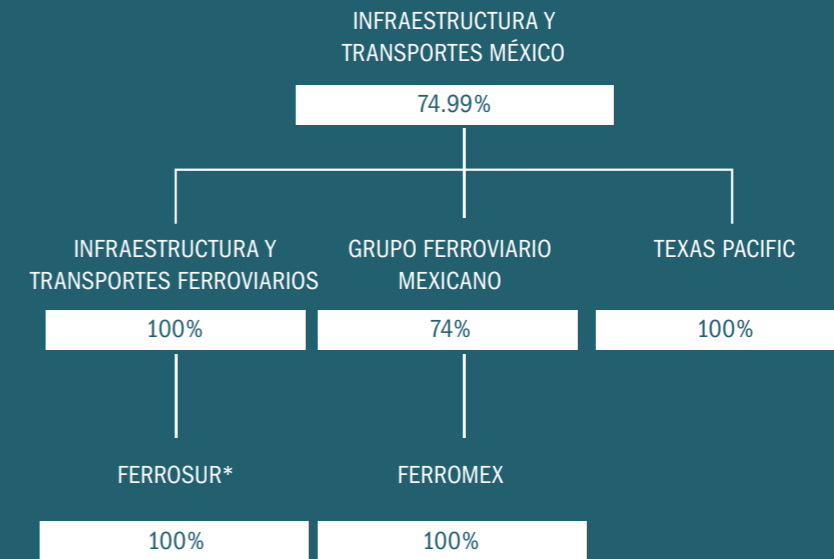 INFRAESTRUCTURA Y
TRANSPORTES MÉXICO
74.99%
INFRAESTRUCTURA Y
TRANSPORTES FERROVIARIOS
100%
GRUPO FERROVIARIO
MEXICANO
74%
TEXAS PACIFIC
100%
FERROSUR*
100%
FERROMEX
100%